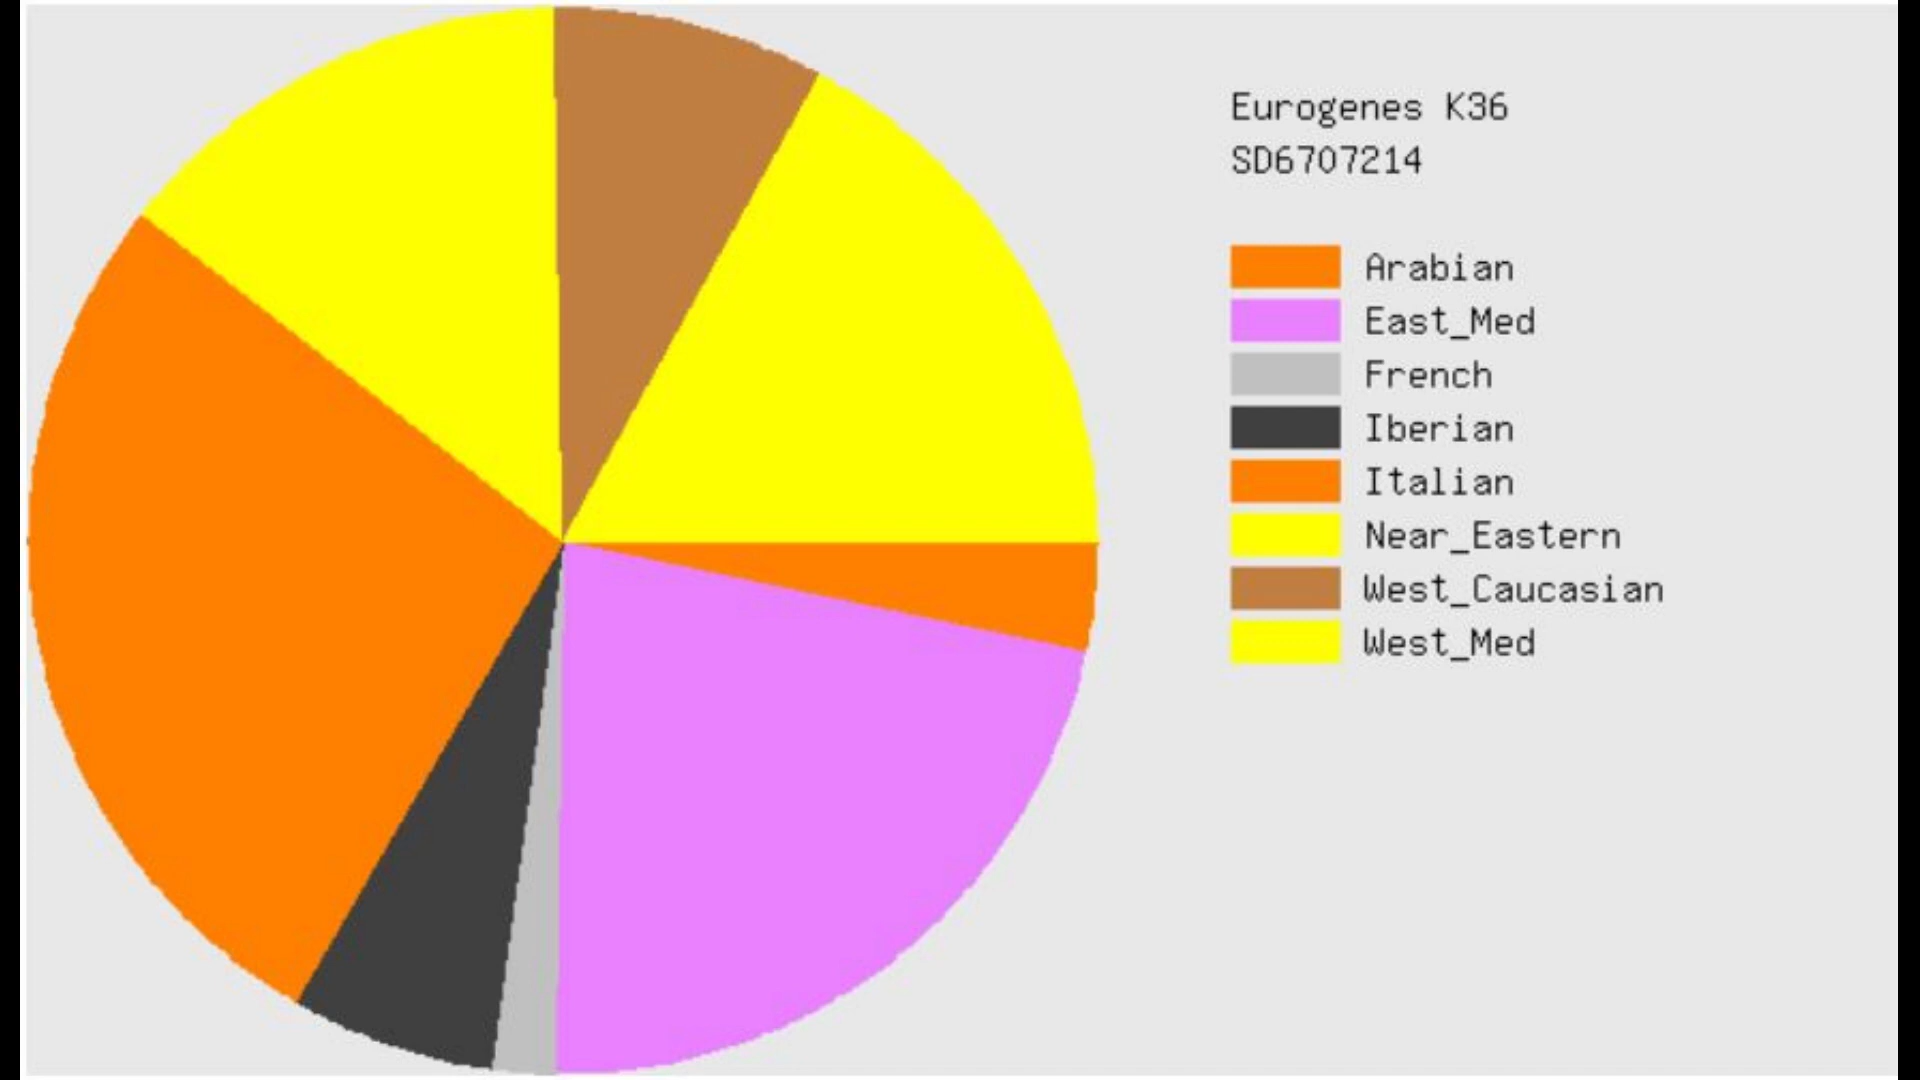 Eurogenes K36
SD6707214
Arabian
East_Med
French
Iberian
Italian
Near_Eastern
West_Caucasian
West_Med